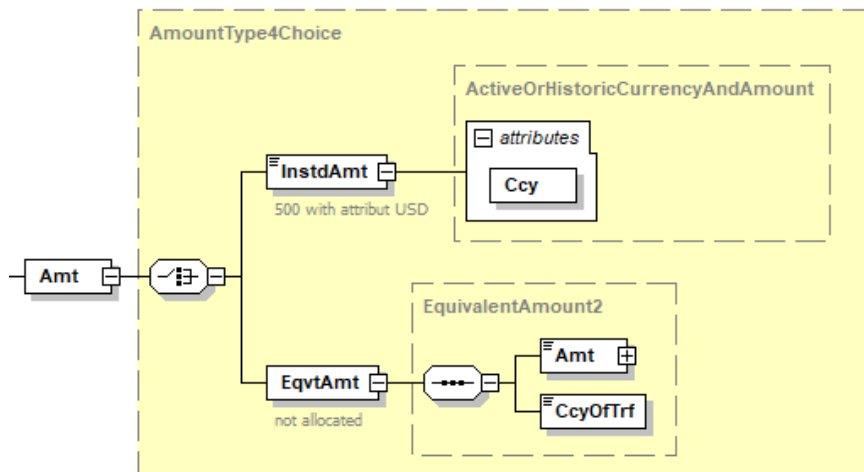 AmountType4Choice
ActiveOrHistoricCurrencyAndAmount
attributes
InstdAmt
Ccy
500 with attribut USD
Amt
EquivalentAmount2
Amt
EqvtAmt
CcyOfTrf
not allocated